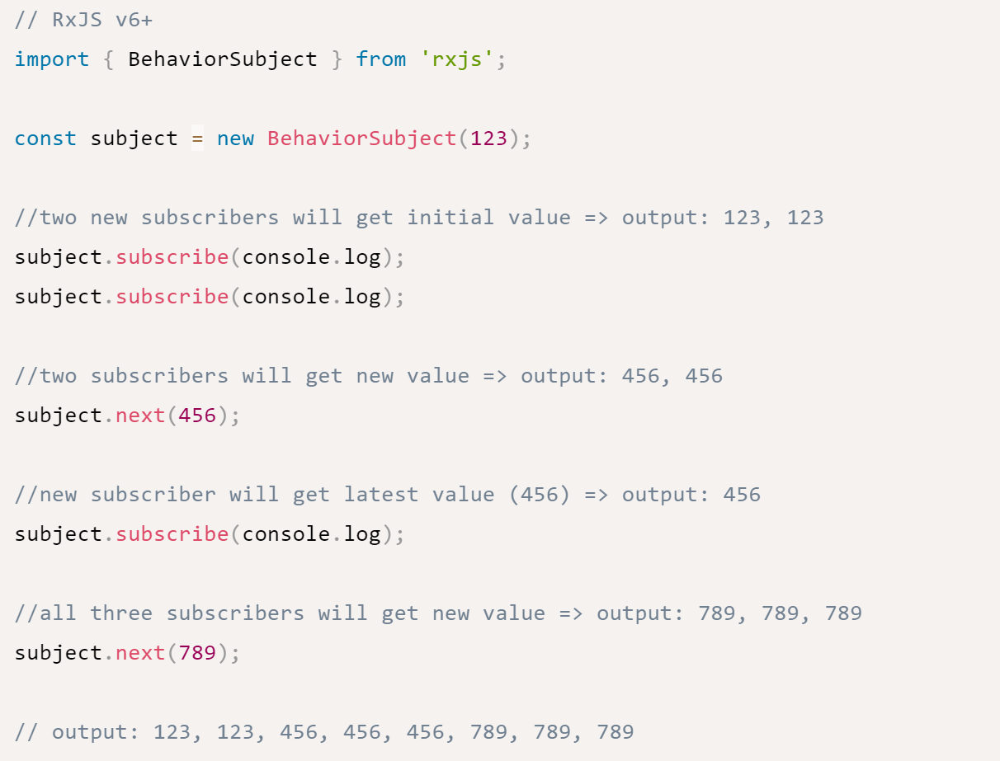 // RxJS v6+
import { BehaviorSubject } from 'rxjs';
const subject = new BehaviorSubject(123);
//two new subscribers will get initial value => output: 123, 123
subject.subscribe(console.log);
subject.subscribe(console.log);
//two subscribers will get new value => output: 456, 456
subject.next(456);
//new subscriber will get latest value (456) => output: 456
subject.subscribe(console.log);
//all three subscribers will get new value => output: 789, 789, 789
subject.next(789);
// output: 123, 123, 456, 456, 456, 789, 789, 789